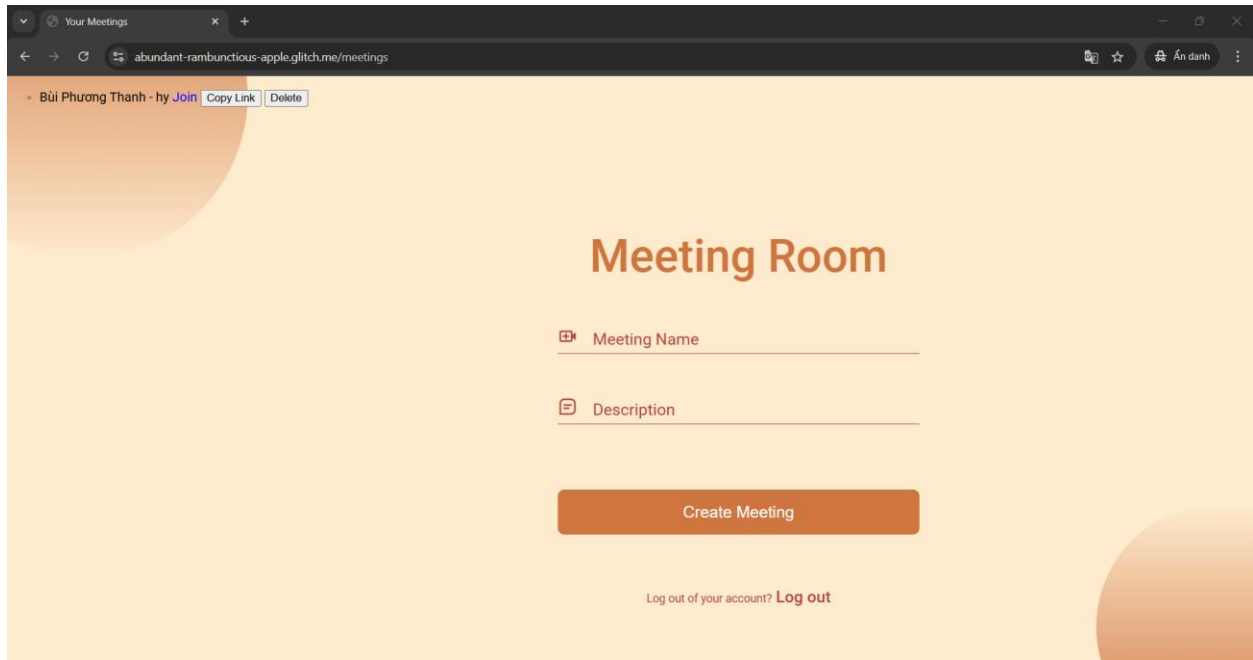 Your Meetings
abundant-rambunctious-apple.glitch.me/meetings
Ẩn danh
Bùi Phương Thanh - hy Join Copy Link Delete
Meeting Room
Meeting Name
Description
Create Meeting
Log out of your account? Log out